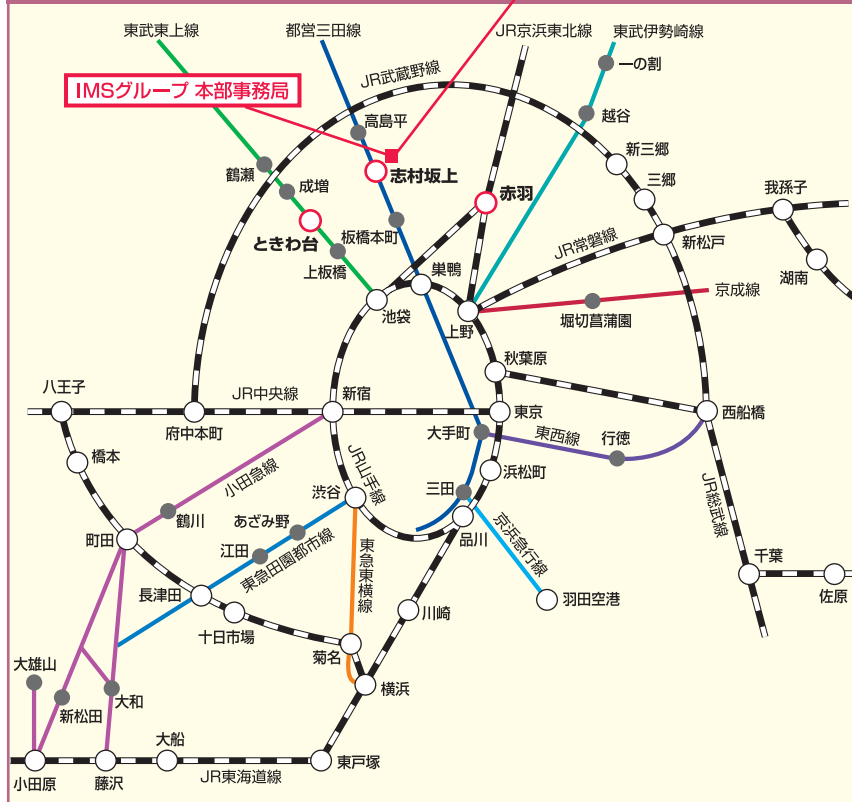 東武東上線
都営三田線
JR京浜東北線
東武伊勢崎線
一の割
JR武蔵野線
IMSグループ 本部事務局
越谷
高島平
新三郷
鶴瀬
志村坂上
三郷
成増
赤羽
我孫子
ときわ台
板橋本町
JR常磐線
新松戸
上板橋
巣鴨
湖南
京成線
池袋
上野
堀切菖蒲園
秋葉原
八王子
JR中央線
新宿
東京
西船橋
府中本町
大手町
東西線
行徳
橋本
小田急線
JR山手線
浜松町
JR総武線
渋谷
三田
鶴川
あざみ野
品川
京浜急行線
町田
江田
東急田園都市線
東急東横線
千葉
長津田
羽田空港
佐原
十日市場
川崎
菊名
大雄山
横浜
新松田
大和
大船
東戸塚
小田原
藤沢
JR東海道線